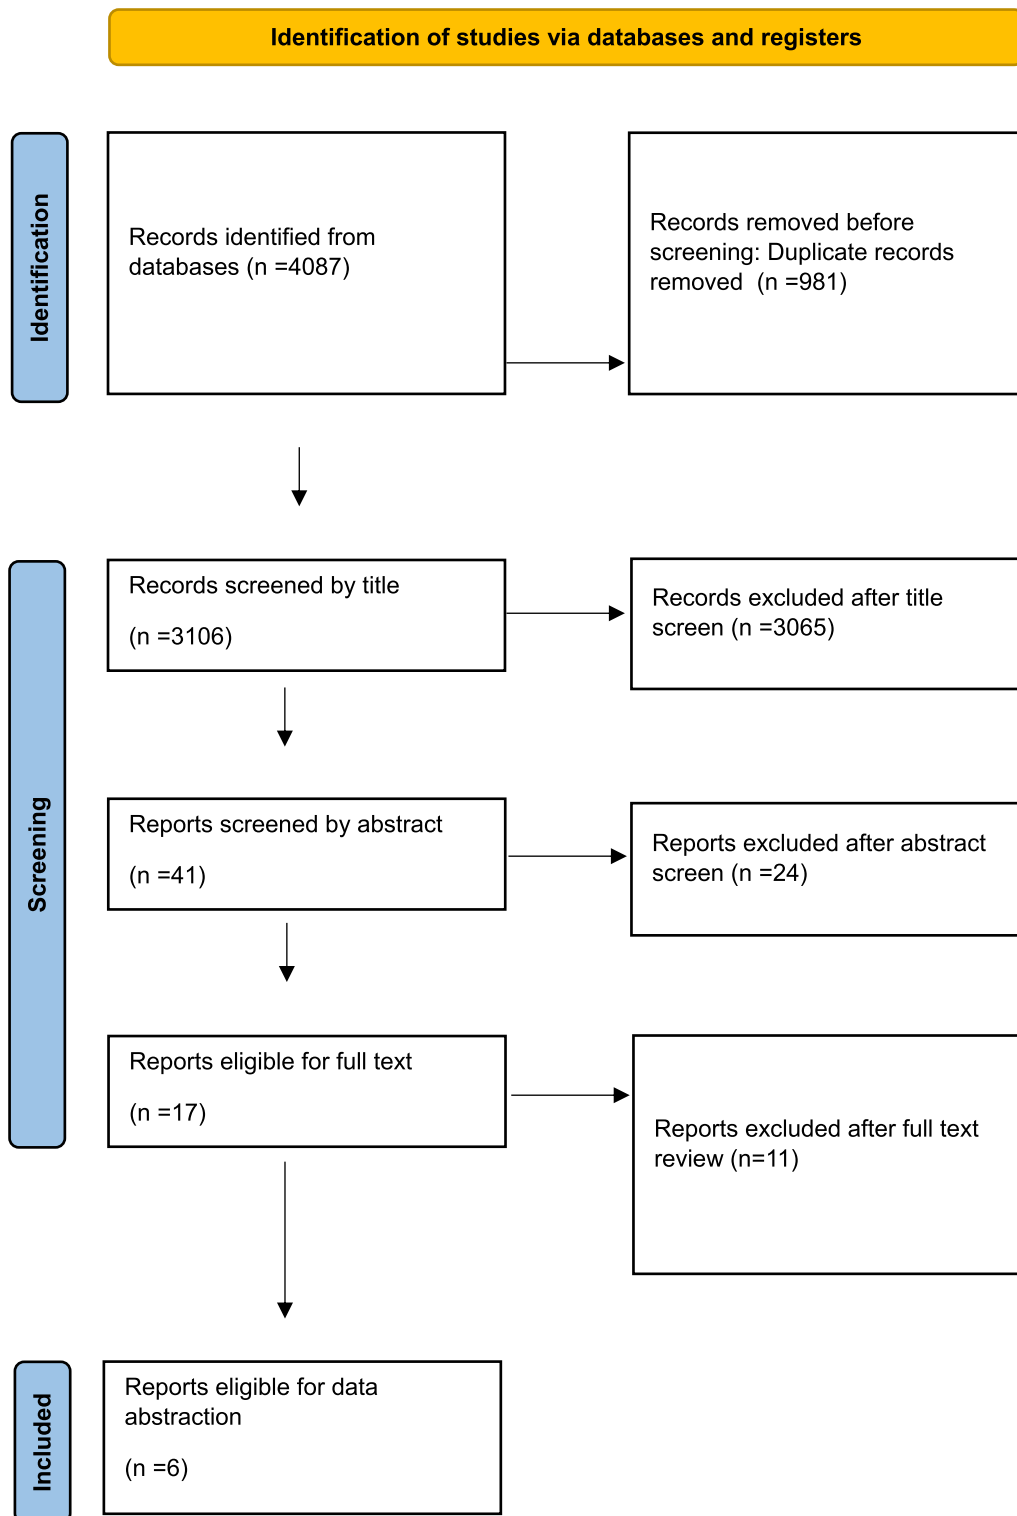 Identification of studies via databases and registers
Identification
Records identified from
databases (n =4087)
Records removed before
screening: Duplicate records
removed  (n =981)
Screening
Records screened by title
(n =3106)
Records excluded after title
screen (n =3065)
Reports screened by abstract
(n =41)
Reports excluded after abstract
screen (n =24)
Reports eligible for full text
(n =17)
Reports excluded after full text
review (n=11)
Included
Reports eligible for data
abstraction
(n =6)